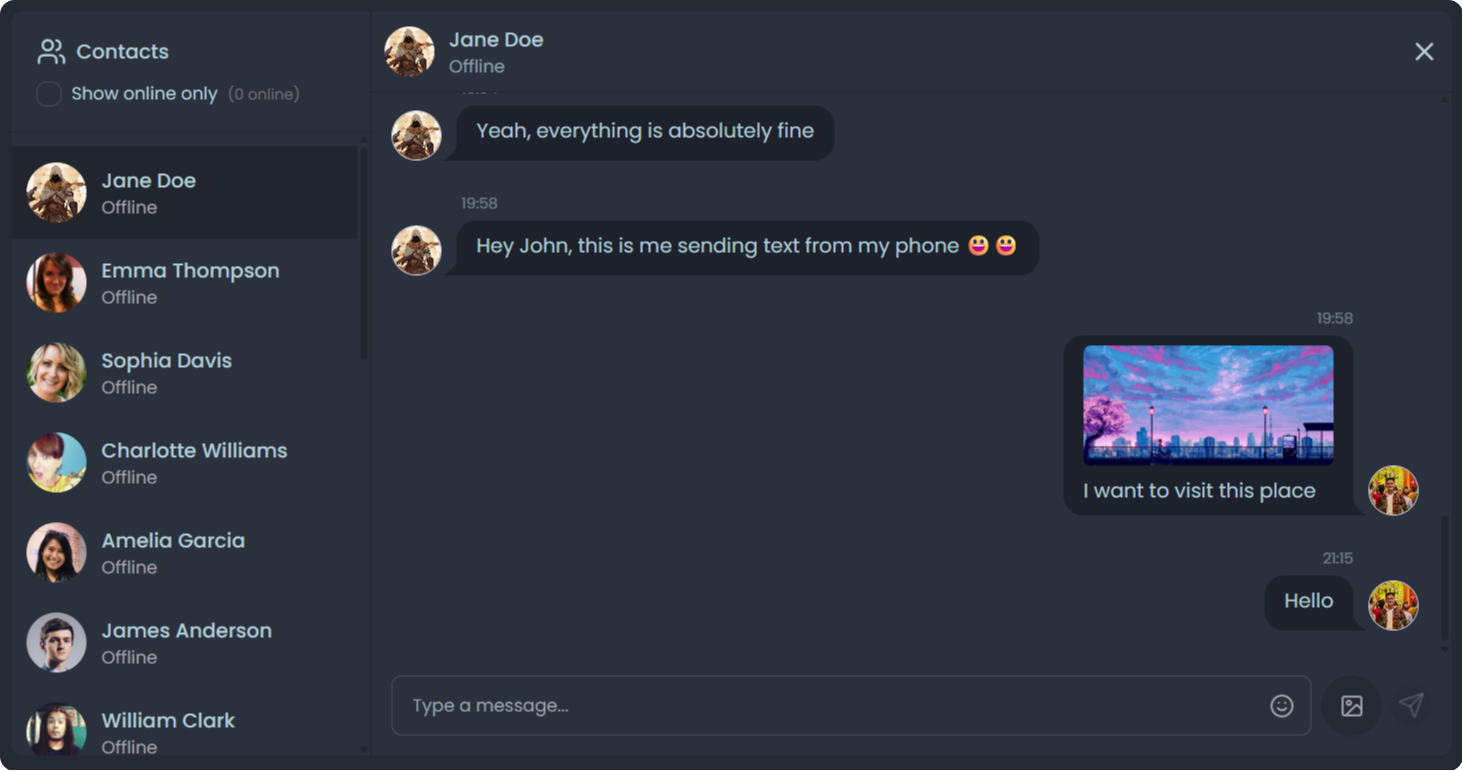 Contacts
Show online only (0 online)
Jane Doe
Offline
Emma Thompson
Offline
Sophia Davis
Offline
Charlotte Williams
Offline
Amelia Garcia
Offline
James Anderson
Offline
William Clark
Offline
Jane Doe
Offline
Yeah, everything is absolutely fine
19:58
Hey John, this is me sending text from my phone 😃 😃
19:58
I want to visit this place
21:15
Hello
Type a message...